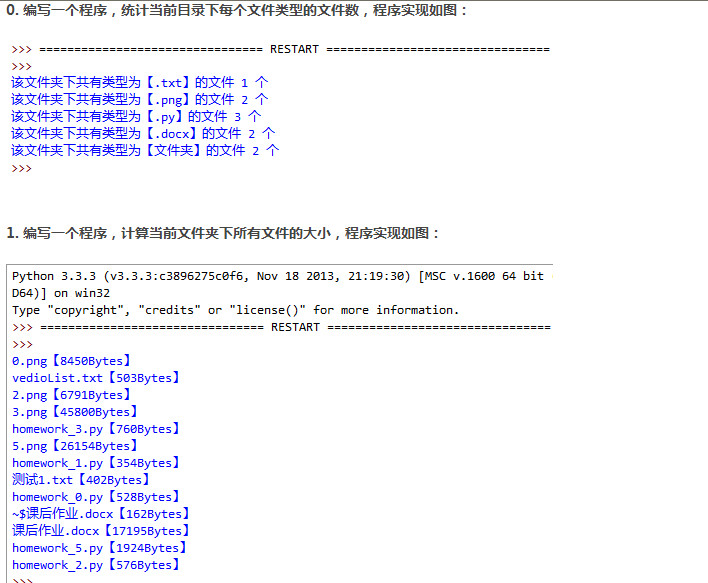 0. 编写一个程序，统计当前目录下每个文件类型的文件数，程序实现如图：
>>> ================================ RESTART ================================
>>>
该文件夹下共有类型为【.txt】的文件 1 个
该文件夹下共有类型为【.png】的文件 2 个
该文件夹下共有类型为【.py】的文件 3 个
该文件夹下共有类型为【.docx】的文件 2 个
该文件夹下共有类型为【文件夹】的文件 2 个
>>>
1. 编写一个程序，计算当前文件夹下所有文件的大小，程序实现如图：
Python 3.3.3 (v3.3.3:c3896275c0f6, Nov 18 2013, 21:19:30) [MSC v.1600 64 bit
D64)] on win32
Type "copyright", "credits" or "license()" for more information.
>>> ================================ RESTART ================================
>>>
0.png【8450Bytes】
vedioList.txt【503Bytes】
2.png【6791Bytes】
3.png【45800Bytes】
homework_3.py【760Bytes】
5.png【26154Bytes】
homework_1.py【354Bytes】
测试1.txt【402Bytes】
homework_0.py【528Bytes】
~$课后作业.docx【162Bytes】
课后作业.docx【17195Bytes】
homework_5.py【1924Bytes】
homework_2.py【576Bytes】
>>>